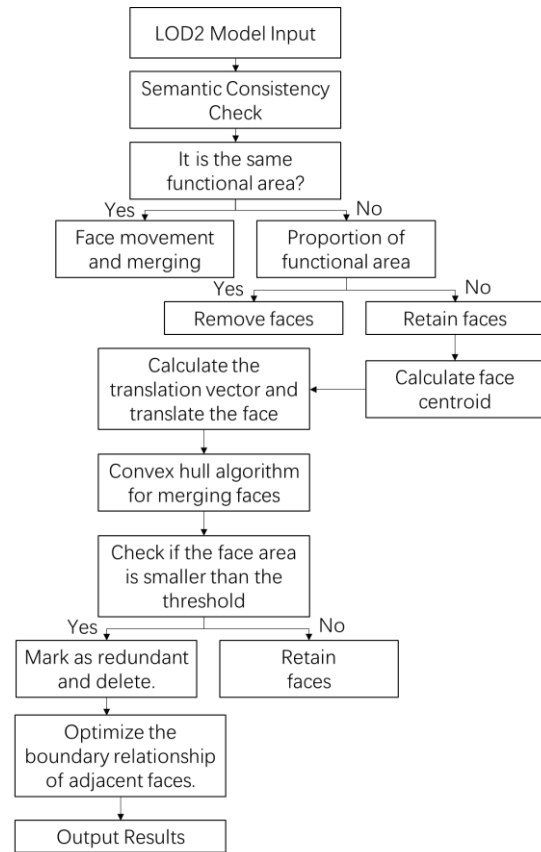 LOD2 Model Input
Semantic Consistency
Check
It is the same
functional area?
Yes
No
Face movement
and merging
Proportion of
functional area
Yes
No
Remove faces
Retain faces
Calculate the
translation vector and
translate the face
Calculate face
centroid
Convex hull algorithm
for merging faces
Check if the face area
is smaller than the
threshold
Yes
No
Mark as redundant
and delete.
Retain
faces
Optimize the
boundary relationship
of adjacent faces.
Output Results